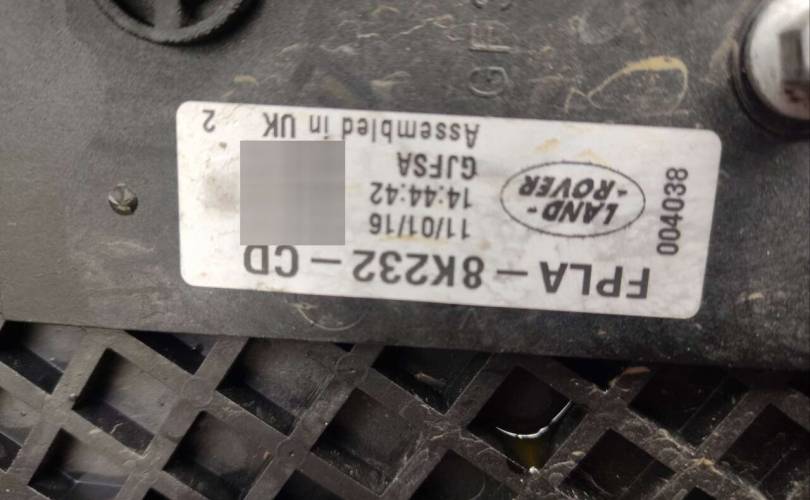 FPLA-8K232-CD
LAND-
-ROVER
11/01/16
14:44:42
GJFSA
Assembled in UK
2
004038